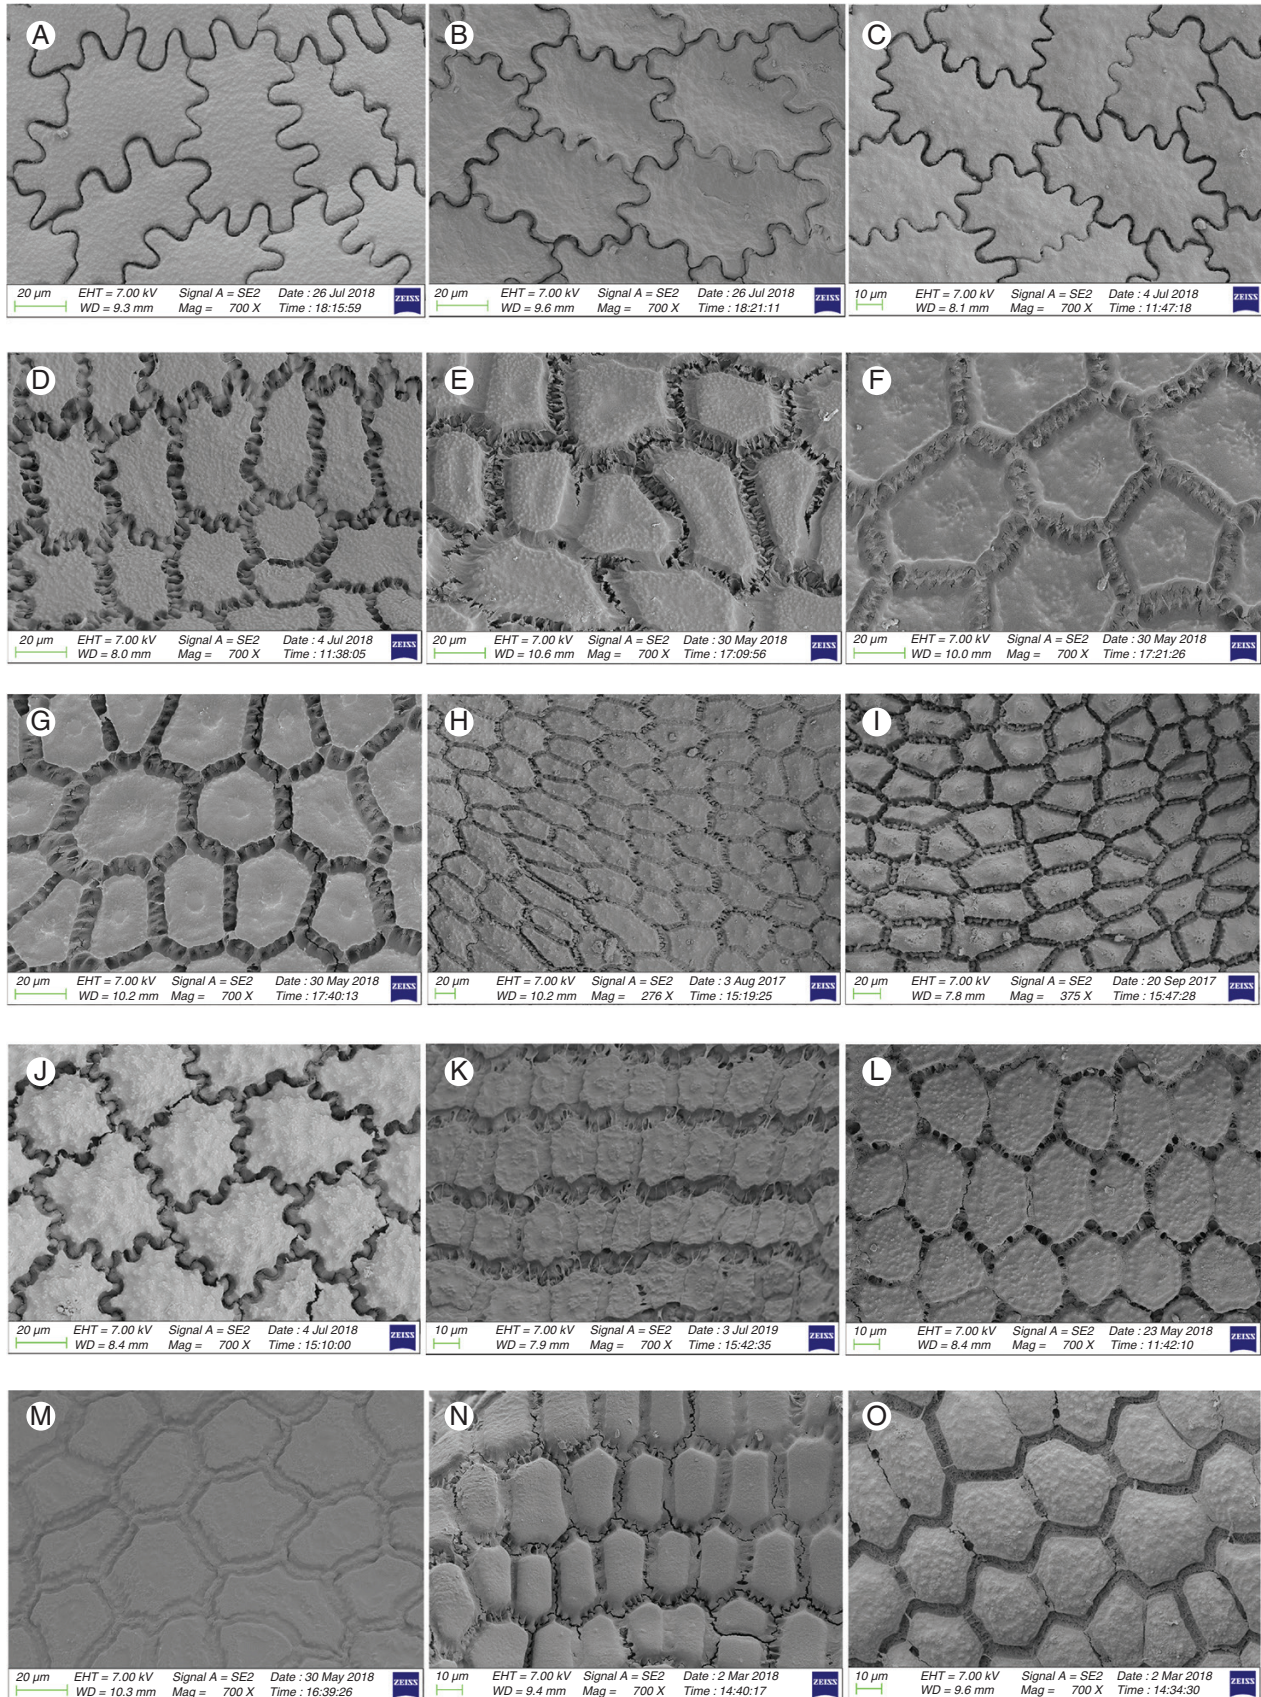 A
20 µm EHT = 7.00 kV Signal A = SE2 Date : 26 Jul 2018 ZEISS
WD = 9.3 mm Mag = 700 X Time : 18:15:59
B
20 µm EHT = 7.00 kV Signal A = SE2 Date : 26 Jul 2018 ZEISS
WD = 9.6 mm Mag = 700 X Time : 18:21:11
C
10 µm EHT = 7.00 kV Signal A = SE2 Date : 4 Jul 2018 ZEISS
WD = 8.1 mm Mag = 700 X Time : 11:47:18
D
20 µm EHT = 7.00 kV Signal A = SE2 Date : 4 Jul 2018 ZEISS
WD = 8.0 mm Mag = 700 X Time : 11:38:05
E
20 µm EHT = 7.00 kV Signal A = SE2 Date : 30 May 2018 ZEISS
WD = 10.6 mm Mag = 700 X Time : 17:09:56
F
20 µm EHT = 7.00 kV Signal A = SE2 Date : 30 May 2018 ZEISS
WD = 10.0 mm Mag = 700 X Time : 17:21:26
G
20 µm EHT = 7.00 kV Signal A = SE2 Date : 30 May 2018 ZEISS
WD = 10.2 mm Mag = 700 X Time : 17:40:13
H
20 µm EHT = 7.00 kV Signal A = SE2 Date : 3 Aug 2017 ZEISS
WD = 10.2 mm Mag = 276 X Time : 15:19:25
I
20 µm EHT = 7.00 kV Signal A = SE2 Date : 20 Sep 2017 ZEISS
WD = 7.8 mm Mag = 375 X Time : 15:47:28
J
20 µm EHT = 7.00 kV Signal A = SE2 Date : 4 Jul 2018 ZEISS
WD = 8.4 mm Mag = 700 X Time : 15:10:00
K
10 µm EHT = 7.00 kV Signal A = SE2 Date : 3 Jul 2019 ZEISS
WD = 7.9 mm Mag = 700 X Time : 15:42:35
L
10 µm EHT = 7.00 kV Signal A = SE2 Date : 23 May 2018 ZEISS
WD = 8.4 mm Mag = 700 X Time : 11:42:10
M
20 µm EHT = 7.00 kV Signal A = SE2 Date : 30 May 2018 ZEISS
WD = 10.3 mm Mag = 700 X Time : 16:39:26
N
10 µm EHT = 7.00 kV Signal A = SE2 Date : 2 Mar 2018 ZEISS
WD = 9.4 mm Mag = 700 X Time : 14:40:17
O
10 µm EHT = 7.00 kV Signal A = SE2 Date : 2 Mar 2018 ZEISS
WD = 9.6 mm Mag = 700 X Time : 14:34:30